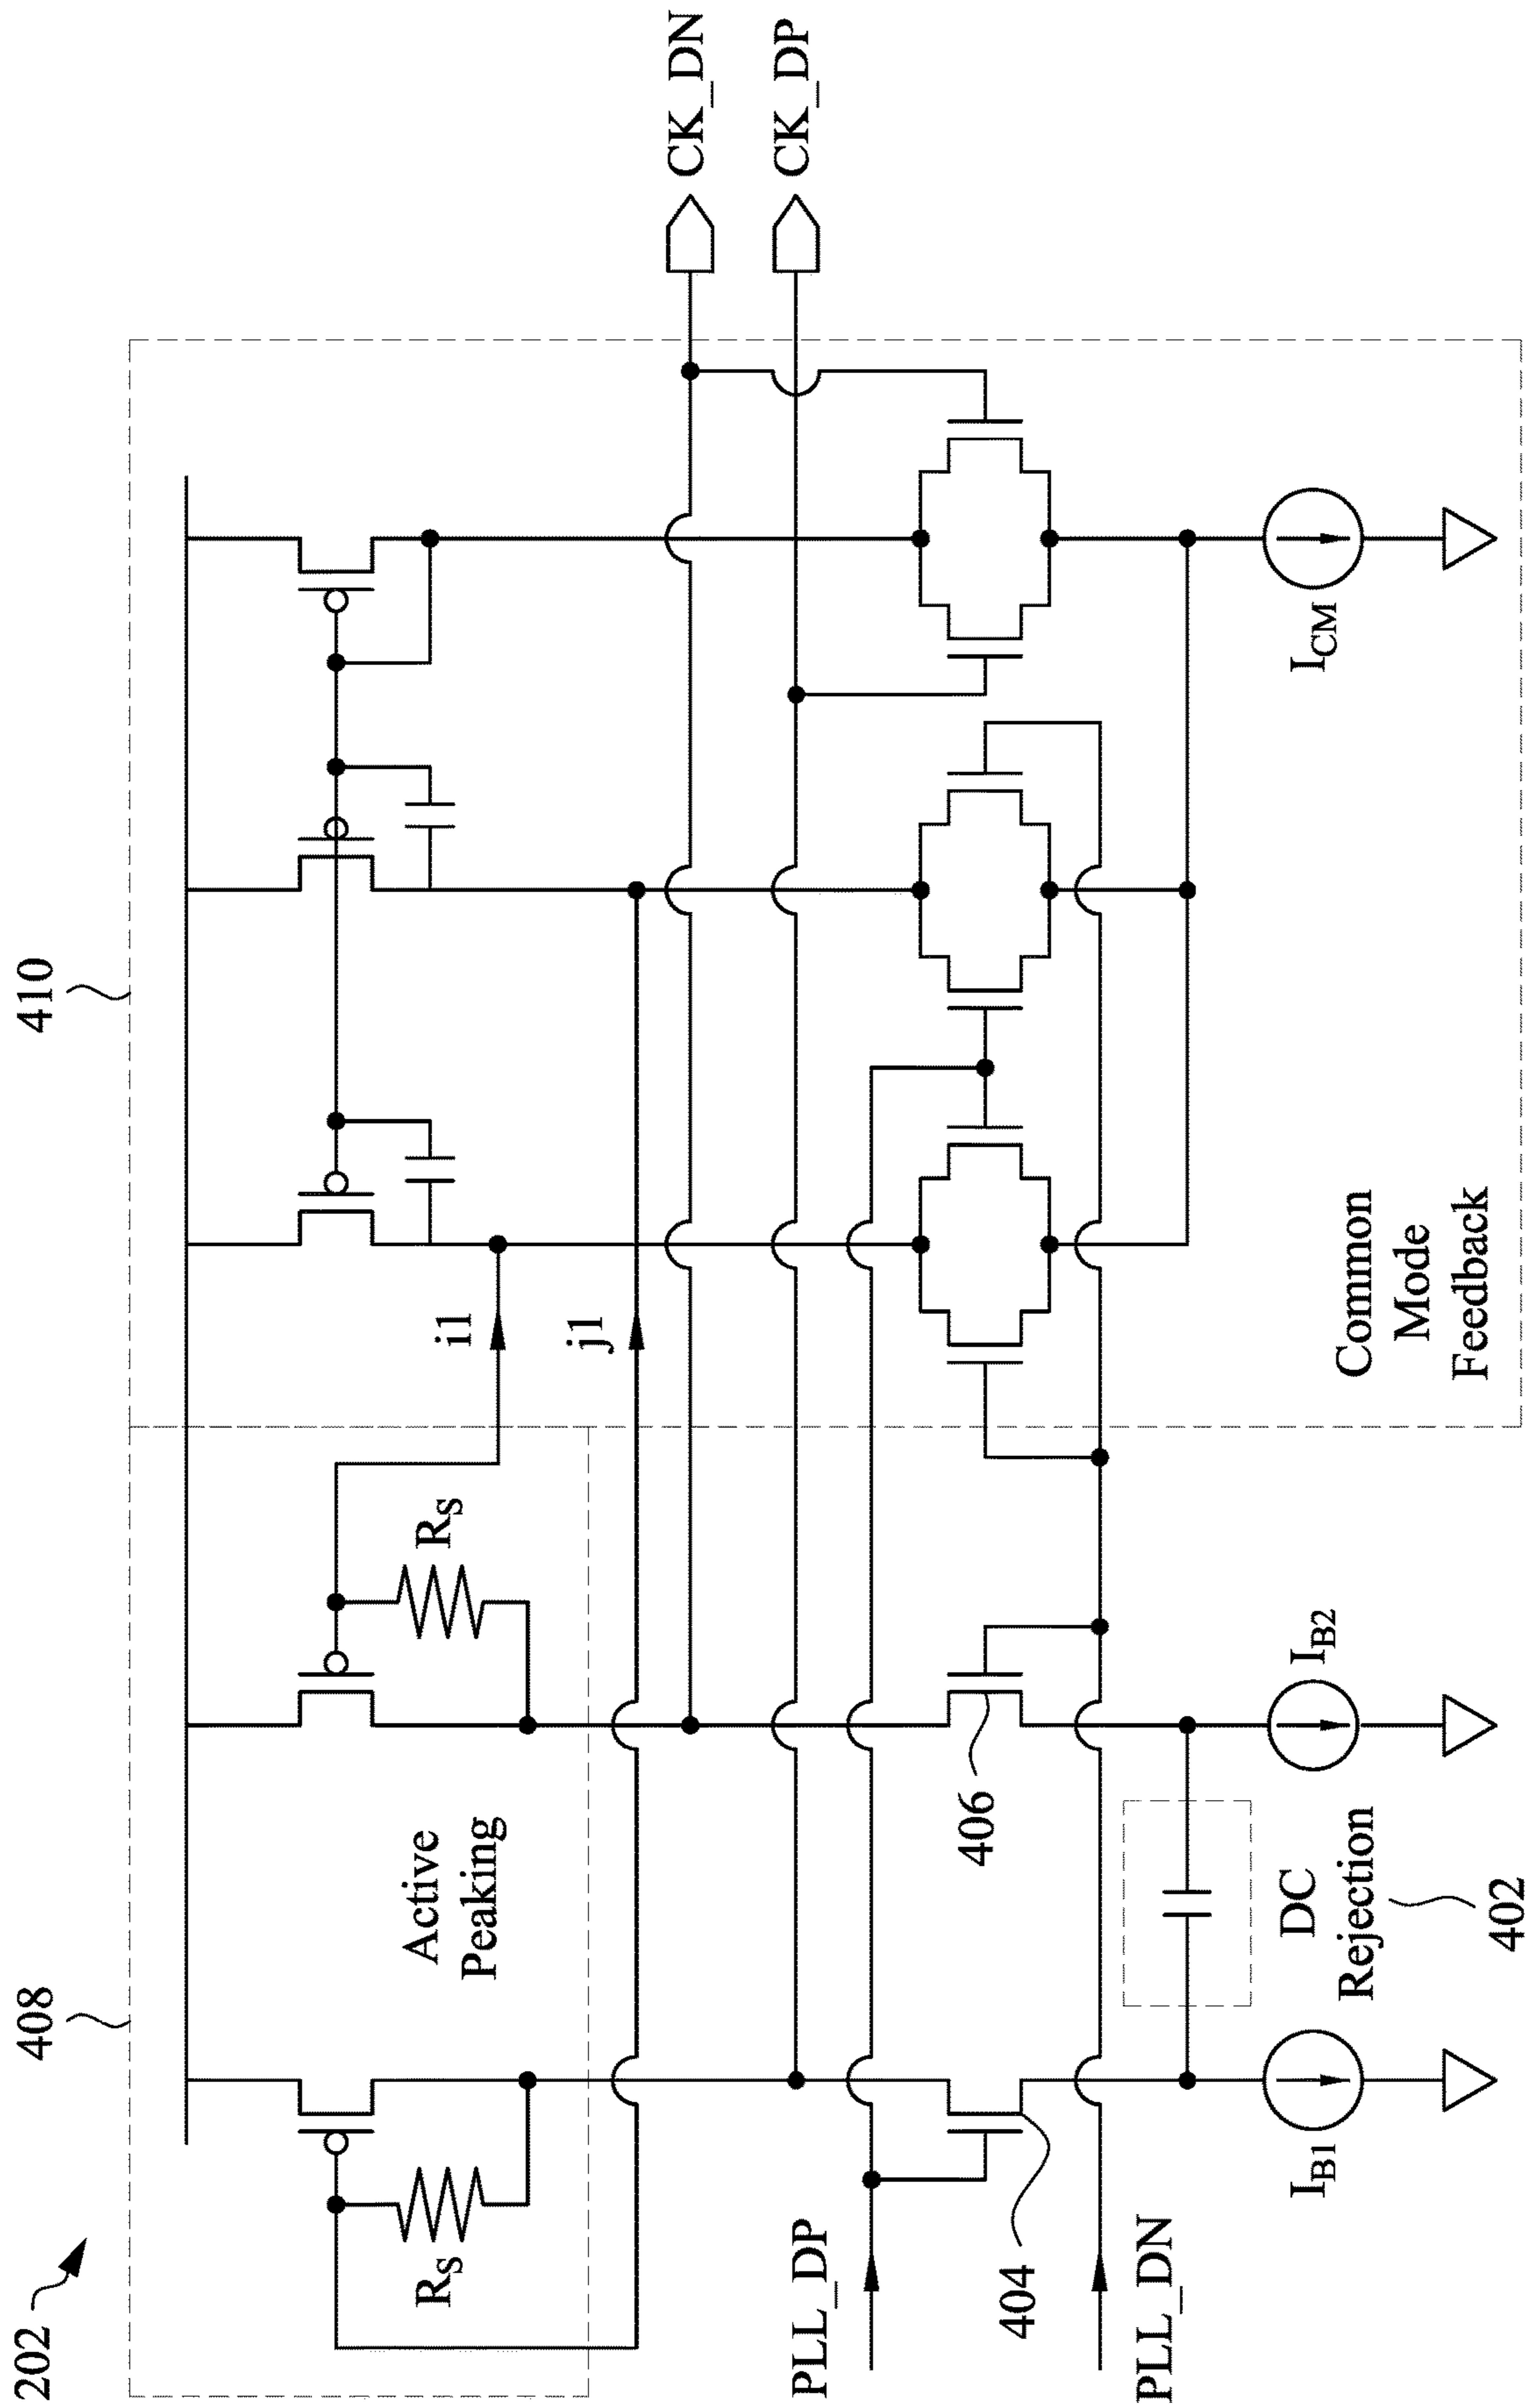 202
408
410
R_S
Active
Peaking
R_S
i1
j1
CK_DN
CK_DP
PLL_DP
404
406
PLL_DN
DC
Rejection
402
I_B1
I_B2
Common
Mode
Feedback
I_CM